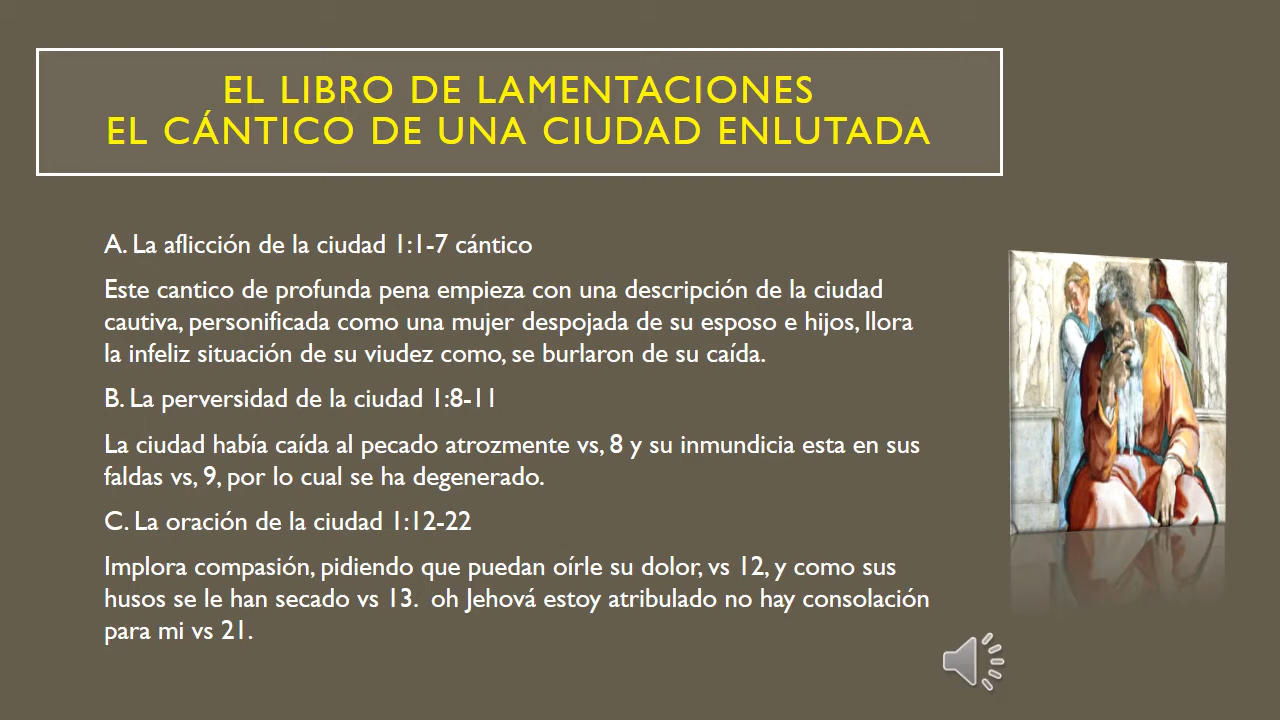 EL LIBRO DE LAMENTACIONES
EL CÁNTICO DE UNA CIUDAD ENLUTADA
A. La aflicción de la ciudad 1:1-7 cántico
Este cantico de profunda pena empieza con una descripción de la ciudad
cautiva, personificada como una mujer despojada de su esposo e hijos, llora
la infeliz situación de su viudez como, se burlaron de su caída.
B. La perversidad de la ciudad 1:8-11
La ciudad había caída al pecado atrozmente vs, 8 y su inmundicia esta en sus
faldas vs, 9, por lo cual se ha degenerado.
C. La oración de la ciudad 1:12-22
Implora compasión, pidiendo que puedan oírle su dolor, vs 12, y como sus
husos se le han secado vs 13.  oh Jehová estoy atribulado no hay consolación
para mi vs 21.